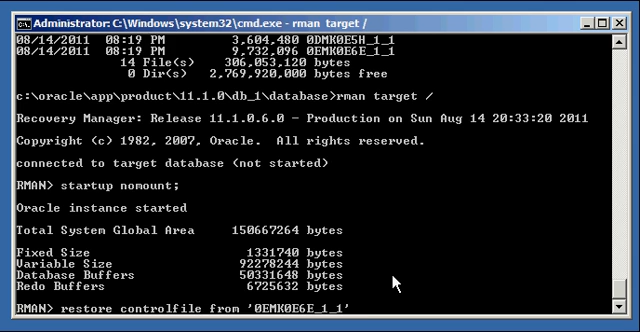 Administrator: C:\Windows\system32\cmd.exe - rman target /
08/14/2011 08:19 PM 3,604,480 0DMK0E5H_1_1
08/14/2011 08:19 PM 9,732,096 0EMK0E6E_1_1
14 File(s) 306,053,120 bytes
0 Dir(s) 2,769,920,000 bytes free
c:\oracle\app\product\11.1.0\db_1\database>rman target /
Recovery Manager: Release 11.1.0.6.0 - Production on Sun Aug 14 20:33:20 2011
Copyright (c) 1982, 2007, Oracle. All rights reserved.
connected to target database (not started)
RMAN> startup nomount;
Oracle instance started
Total System Global Area 150667264 bytes
Fixed Size 1331740 bytes
Variable Size 92278244 bytes
Database Buffers 50331648 bytes
Redo Buffers 6725632 bytes
RMAN> restore controlfile from '0EMK0E6E_1_1'